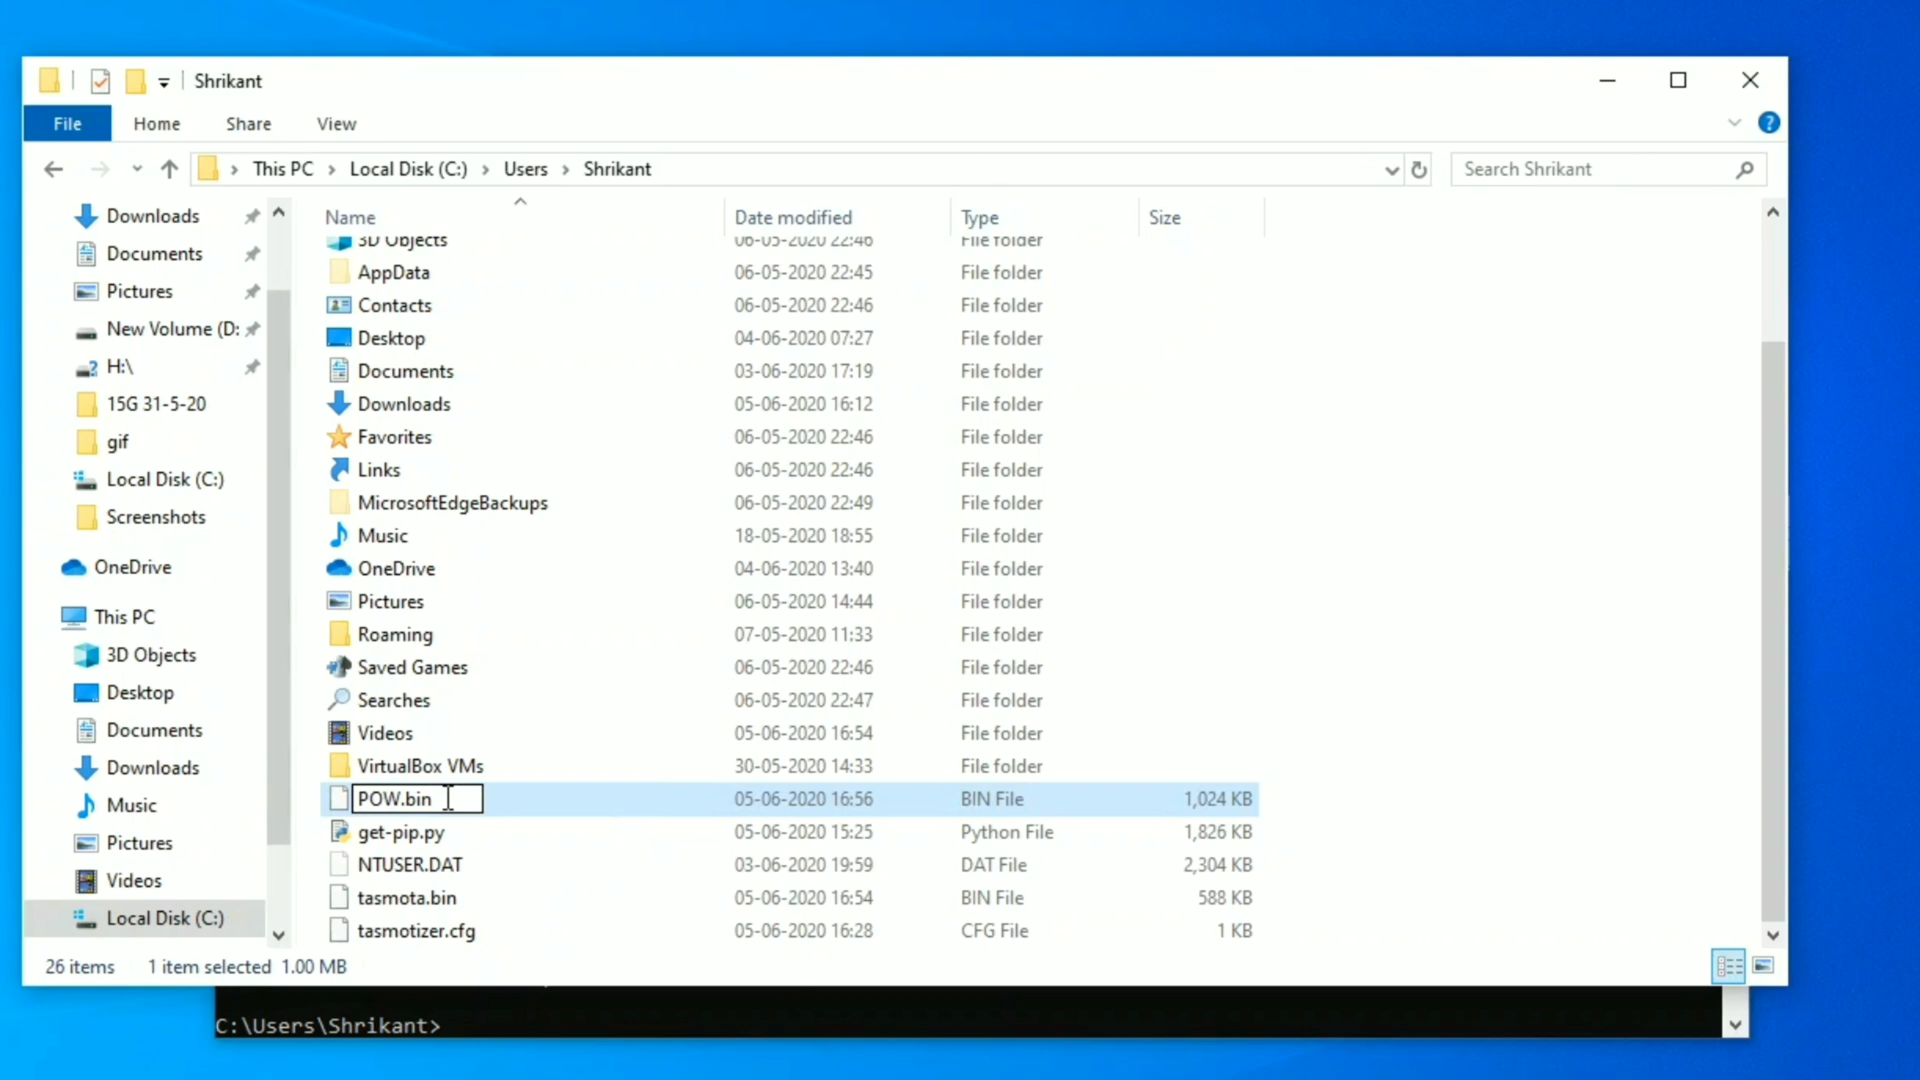 Shrikant
File Home Share View
This PC Local Disk (C:) Users Shrikant
Search Shrikant
Name Date modified Type Size
Downloads
Documents
Pictures
New Volume (D:
H:\
15G 31-5-20
gif
Local Disk (C:)
Screenshots
OneDrive
This PC
3D Objects
Desktop
Documents
Downloads
Music
Pictures
Videos
Local Disk (C:)
3D Objects 06-05-2020 22:46 File folder
AppData 06-05-2020 22:45 File folder
Contacts 06-05-2020 22:46 File folder
Desktop 04-06-2020 07:27 File folder
Documents 03-06-2020 17:19 File folder
Downloads 05-06-2020 16:12 File folder
Favorites 06-05-2020 22:46 File folder
Links 06-05-2020 22:46 File folder
MicrosoftEdgeBackups 06-05-2020 22:49 File folder
Music 18-05-2020 18:55 File folder
OneDrive 04-06-2020 13:40 File folder
Pictures 06-05-2020 14:44 File folder
Roaming 07-05-2020 11:33 File folder
Saved Games 06-05-2020 22:46 File folder
Searches 06-05-2020 22:47 File folder
Videos 05-06-2020 16:54 File folder
VirtualBox VMs 30-05-2020 14:33 File folder
POW.bin 05-06-2020 16:56 BIN File 1,024 KB
get-pip.py 05-06-2020 15:25 Python File 1,826 KB
NTUSER.DAT 03-06-2020 19:59 DAT File 2,304 KB
tasmota.bin 05-06-2020 16:54 BIN File 588 KB
tasmotizer.cfg 05-06-2020 16:28 CFG File 1 KB
26 items 1 item selected 1.00 MB
C:\Users\Shrikant>